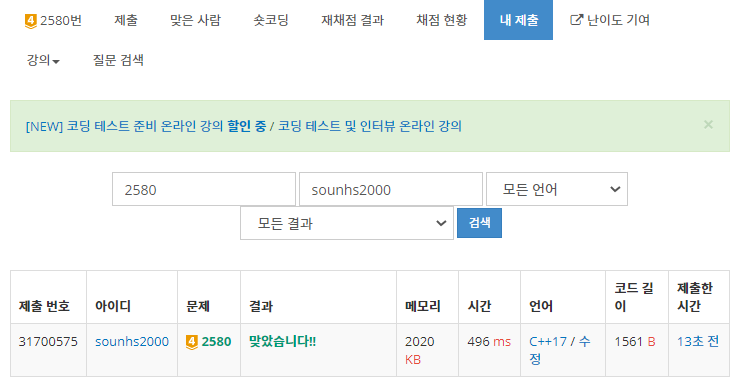 4 2580번 제출 맞은 사람 숏코딩 재채점 결과 채점 현황 내 제출 난이도 기여
강의 질문 검색
[NEW] 코딩 테스트 준비 온라인 강의 할인 중 / 코딩 테스트 및 인터뷰 온라인 강의 ×
2580 sounhs2000 모든 언어
모든 결과 검색
제출 번호 아이디 문제 결과 메모리 시간 언어 코드 길이 제출한 시간
31700575 sounhs2000 4 2580 맞았습니다!! 2020 KB 496 ms C++17 / 수정 1561 B 13초 전